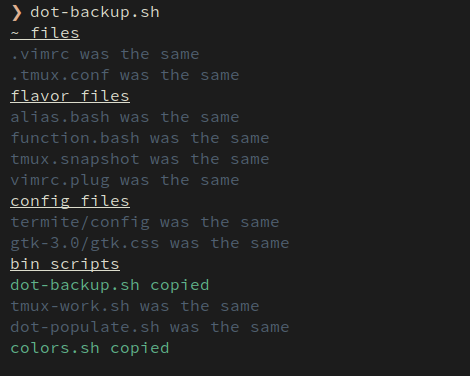 ❯ dot-backup.sh
~ files
.vimrc was the same
.tmux.conf was the same
flavor files
alias.bash was the same
function.bash was the same
tmux.snapshot was the same
vimrc.plug was the same
config files
termite/config was the same
gtk-3.0/gtk.css was the same
bin scripts
dot-backup.sh copied
tmux-work.sh was the same
dot-populate.sh was the same
colors.sh copied